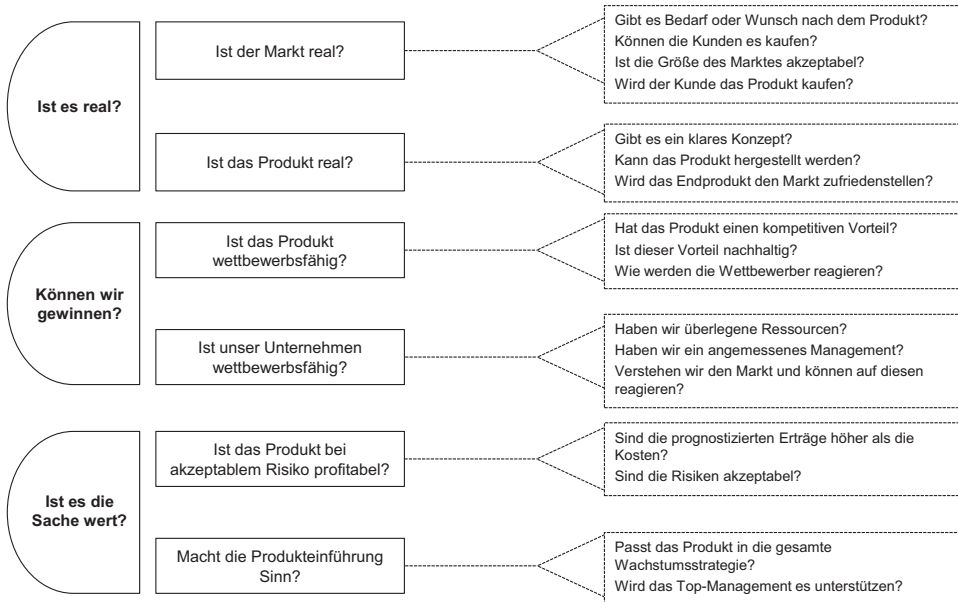 Ist es real?
Ist der Markt real?
Gibt es Bedarf oder Wunsch nach dem Produkt?
Können die Kunden es kaufen?
Ist die Größe des Marktes akzeptabel?
Wird der Kunde das Produkt kaufen?
Ist das Produkt real?
Gibt es ein klares Konzept?
Kann das Produkt hergestellt werden?
Wird das Endprodukt den Markt zufriedenstellen?
Können wir
gewinnen?
Ist das Produkt
wettbewerbsfähig?
Hat das Produkt einen kompetitiven Vorteil?
Ist dieser Vorteil nachhaltig?
Wie werden die Wettbewerber reagieren?
Ist unser Unternehmen
wettbewerbsfähig?
Haben wir überlegene Ressourcen?
Haben wir ein angemessenes Management?
Verstehen wir den Markt und können auf diesen
reagieren?
Ist es die
Sache wert?
Ist das Produkt bei
akzeptablem Risiko profitabel?
Sind die prognostizierten Erträge höher als die
Kosten?
Sind die Risiken akzeptabel?
Macht die Produkteinführung
Sinn?
Passt das Produkt in die gesamte
Wachstumsstrategie?
Wird das Top-Management es unterstützen?